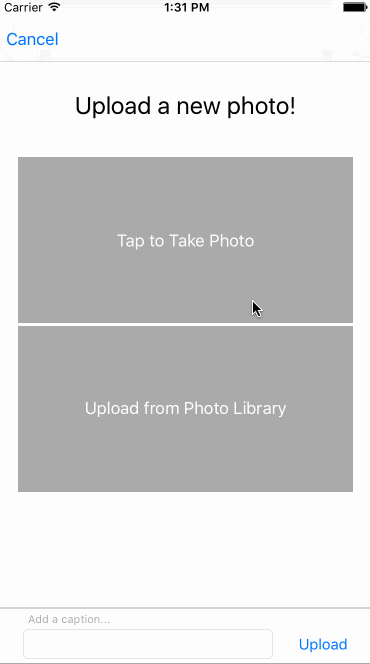 Carrier 1:31 PM
Cancel
Upload a new photo!
Tap to Take Photo
Upload from Photo Library
Add a caption...
Upload